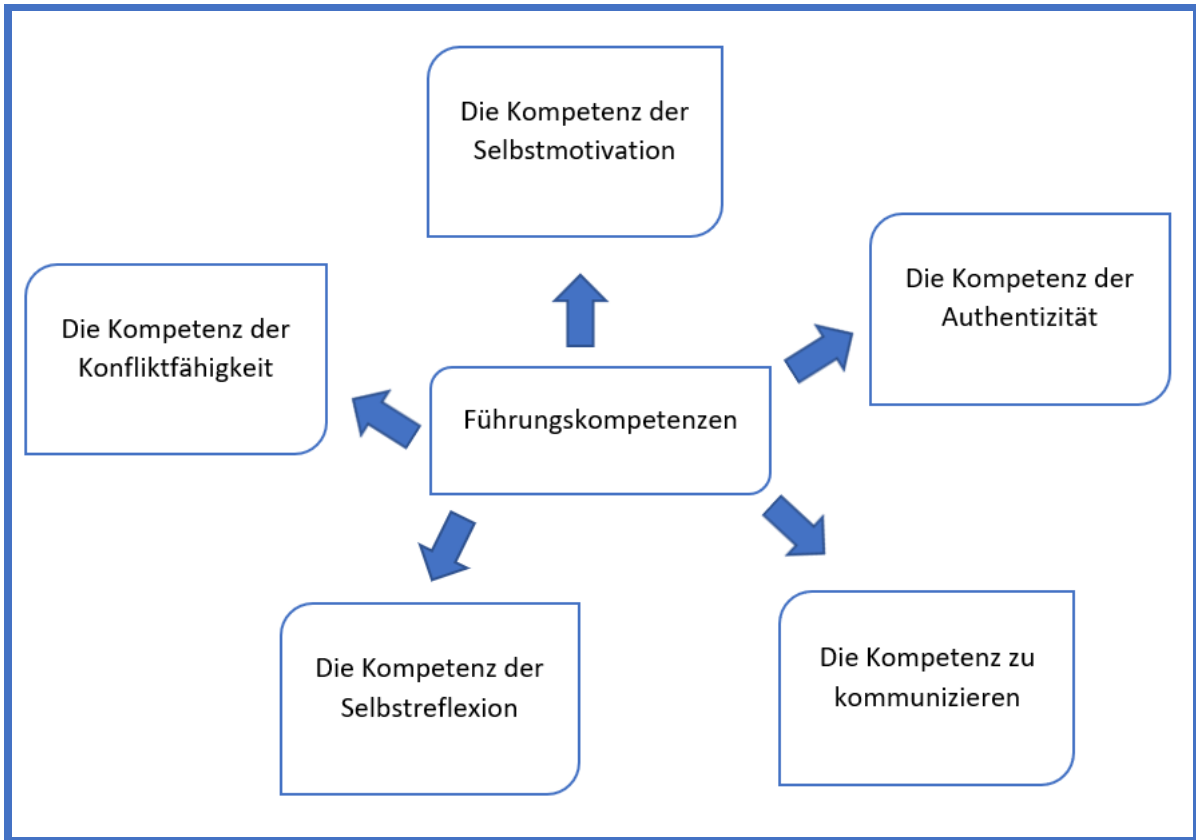 Die Kompetenz der
Selbstmotivation
Die Kompetenz der
Authentizität
Die Kompetenz der
Konfliktfähigkeit
Führungskompetenzen
Die Kompetenz der
Selbstreflexion
Die Kompetenz zu
kommunizieren